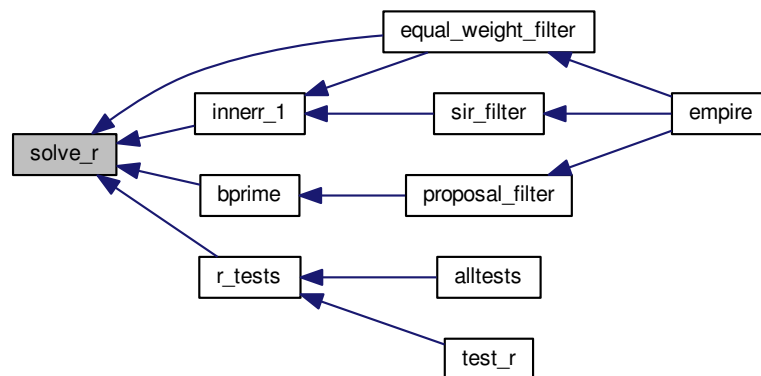 equal_weight_filter
innerr_1
sir_filter
empire
solve_r
bprime
proposal_filter
r_tests
alltests
test_r